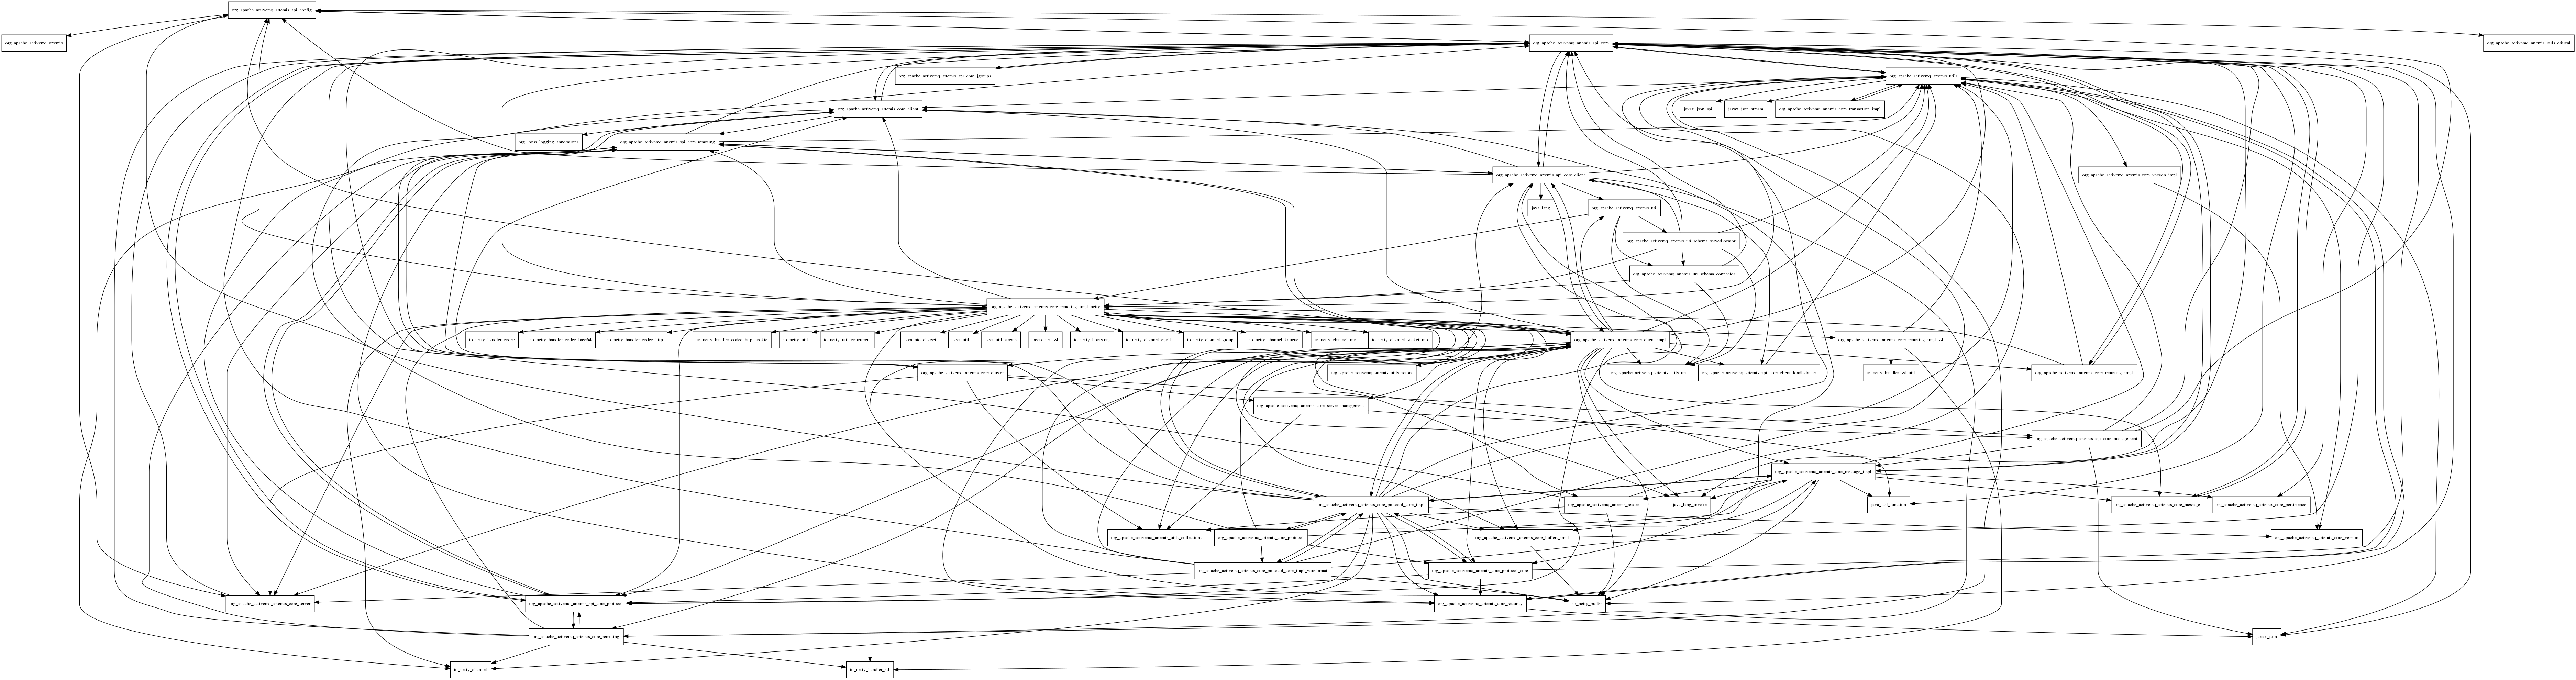 org_apache_activemq_artemis_api_config
org_apache_activemq_artemis
org_apache_activemq_artemis_api_core
org_apache_activemq_artemis_utils_critical
org_apache_activemq_artemis_api_core_jgroups
org_apache_activemq_artemis_utils
org_apache_activemq_artemis_core_client
javax_json_spi
javax_json_stream
org_apache_activemq_artemis_core_transaction_impl
org_jboss_logging_annotations
org_apache_activemq_artemis_api_core_remoting
org_apache_activemq_artemis_api_core_client
org_apache_activemq_artemis_core_version_impl
java_lang
org_apache_activemq_artemis_uri
org_apache_activemq_artemis_uri_schema_serverLocator
org_apache_activemq_artemis_uri_schema_connector
org_apache_activemq_artemis_core_remoting_impl_netty
io_netty_handler_codec
io_netty_handler_codec_base64
io_netty_handler_codec_http
io_netty_handler_codec_http_cookie
io_netty_util
io_netty_util_concurrent
java_nio_channel
java_util
java_util_stream
javax_net_ssl
io_netty_bootstrap
io_netty_channel_epoll
io_netty_channel_group
io_netty_channel_kqueue
io_netty_channel_nio
io_netty_channel_socket_nio
org_apache_activemq_artemis_core_client_impl
org_apache_activemq_artemis_core_remoting_impl_ssl
org_apache_activemq_artemis_core_cluster
org_apache_activemq_artemis_utils_actors
org_apache_activemq_artemis_utils_uri
org_apache_activemq_artemis_api_core_client_loadbalance
io_netty_handler_ssl_util
org_apache_activemq_artemis_core_remoting_impl
org_apache_activemq_artemis_core_server_management
org_apache_activemq_artemis_api_core_management
org_apache_activemq_artemis_core_message_impl
org_apache_activemq_artemis_core_protocol_core_impl
org_apache_activemq_artemis_reader
java_lang_invoke
java_util_function
org_apache_activemq_artemis_core_message
org_apache_activemq_artemis_core_persistence
org_apache_activemq_artemis_utils_collections
org_apache_activemq_artemis_core_protocol
org_apache_activemq_artemis_core_buffers_impl
org_apache_activemq_artemis_core_version
org_apache_activemq_artemis_core_protocol_core_impl_wireformat
org_apache_activemq_artemis_core_protocol_core
org_apache_activemq_artemis_core_server
org_apache_activemq_artemis_spi_core_protocol
org_apache_activemq_artemis_core_security
io_netty_buffer
org_apache_activemq_artemis_core_remoting
javax_json
io_netty_channel
io_netty_handler_ssl